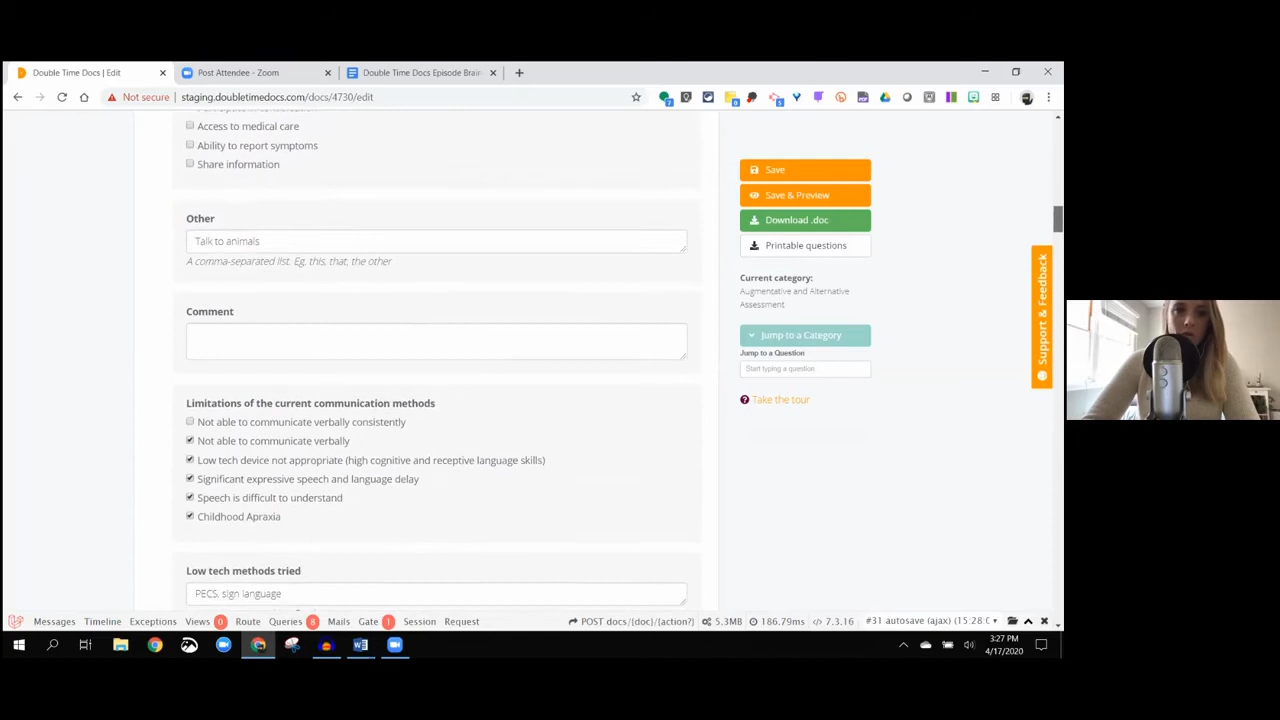 Double Time Docs | Edit
Post Attendee - Zoom
Double Time Docs Episode Brain
Not secure
staging.doubletimedocs.com/docs/4730/edit
Access to medical care
Ability to report symptoms
Share information
Other
Talk to animals
A comma-separated list. Eg. this, that, the other
Comment
Limitations of the current communication methods
Not able to communicate verbally consistently
Not able to communicate verbally
Low tech device not appropriate (high cognitive and receptive language skills)
Significant expressive speech and language delay
Speech is difficult to understand
Childhood Apraxia
Low tech methods tried
PECS, sign language
Save
Save & Preview
Download .doc
Printable questions
Current category:
Augmentative and Alternative
Assessment
Jump to a Category
Jump to a Question
Start typing a question
Take the tour
Support & Feedback
Messages Timeline Exceptions Views 0 Route Queries 8 Mails Gate 1 Session Request
POST docs/{doc}/{action?} 5.3MB 186.79ms 7.3.16 #31 autosave (ajax) (15:28:0
3:27 PM
4/17/2020